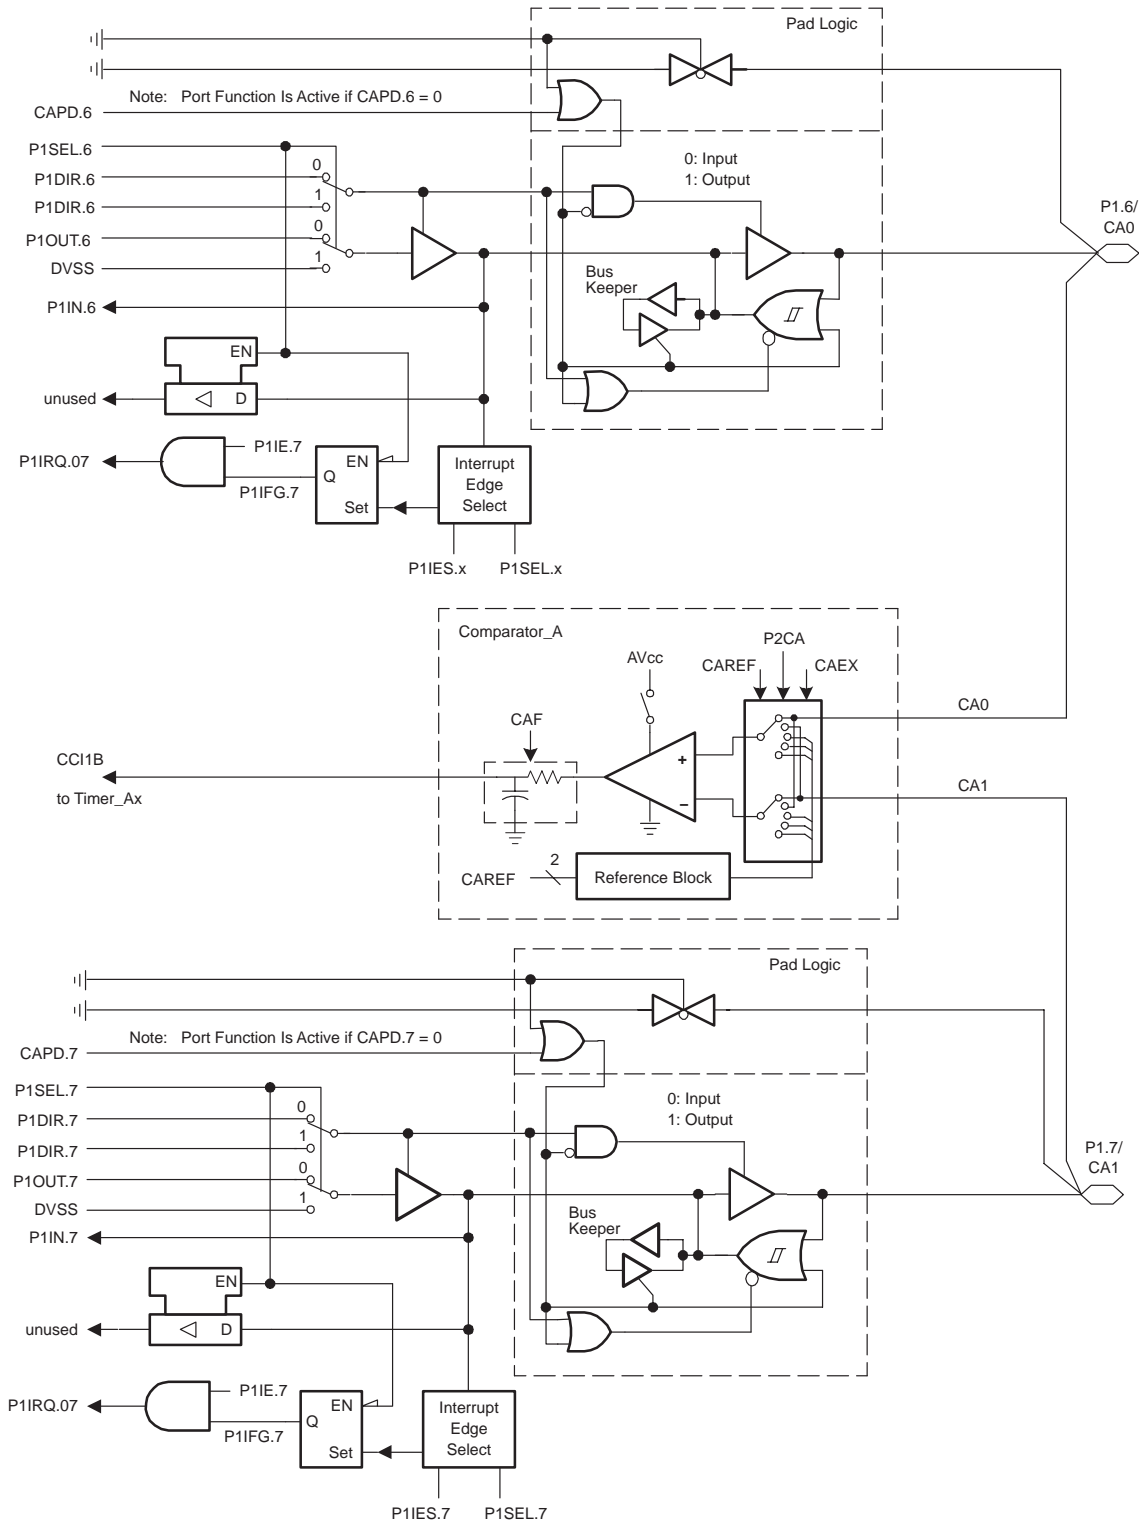 Pad Logic
Note: Port Function Is Active if CAPD.6 = 0
CAPD.6
P1SEL.6
0
P1DIR.6
1
P1DIR.6
0
P1OUT.6
1
DVSS
P1IN.6
0: Input
1: Output
P1.6/
CA0
Bus
Keeper
EN
unused
D
P1IE.7
P1IRQ.07
P1IFG.7
EN
Q
Set
Interrupt
Edge
Select
P1IES.x
P1SEL.x
Comparator_A
P2CA
AVcc
CAREF
CAEX
CA0
CAF
CCI1B
to Timer_Ax
+
−
CA1
2
CAREF
Reference Block
Pad Logic
Note: Port Function Is Active if CAPD.7 = 0
CAPD.7
P1SEL.7
0
P1DIR.7
1
P1DIR.7
0
P1OUT.7
1
DVSS
P1IN.7
0: Input
1: Output
P1.7/
CA1
Bus
Keeper
EN
unused
D
P1IE.7
P1IRQ.07
P1IFG.7
EN
Q
Set
Interrupt
Edge
Select
P1IES.7
P1SEL.7